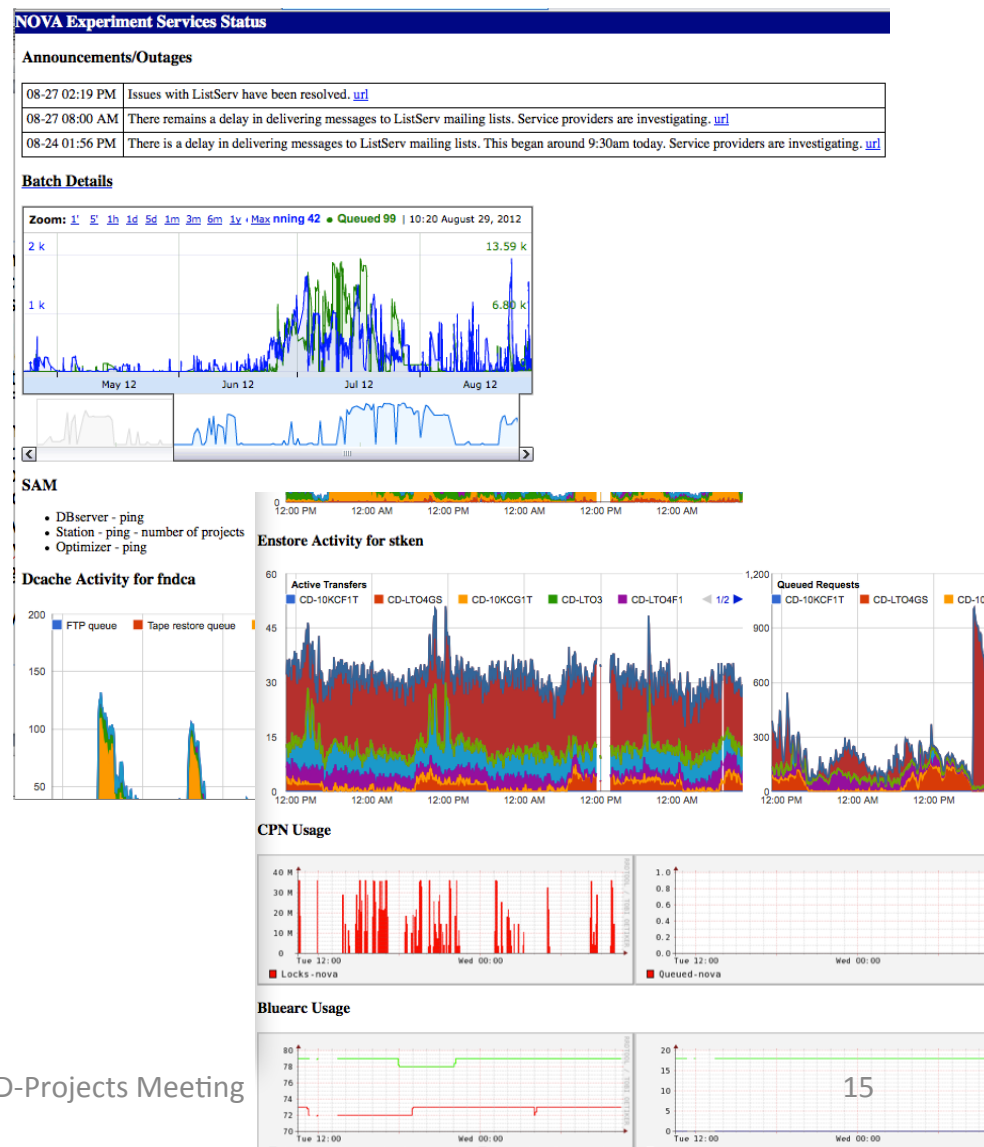 NOVA Experiment Services Status
Announcements/Outages
08-27 02:19 PM Issues with ListServ have been resolved. url
08-27 08:00 AM There remains a delay in delivering messages to ListServ mailing lists. Service providers are investigating. url
08-24 01:56 PM There is a delay in delivering messages to ListServ mailing lists. This began around 9:30am today. Service providers are investigating. url
Batch Details
Zoom: 1' 5' 1h 1d 5d 1m 3m 6m 1y Max nning 42 ● Queued 99 | 10:20 August 29, 2012
2 k 13.59 k
1 k 6.80 k
May 12 Jun 12 Jul 12 Aug 12
SAM
• DBserver - ping
• Station - ping - number of projects
• Optimizer - ping
0
12:00 PM 12:00 AM 12:00 PM 12:00 AM 12:00 PM 12:00 AM
Enstore Activity for stken
Dcache Activity for fndca
200
FTP queue Tape restore queue
150
100
50
60
Active Transfers
CD-10KCF1T CD-LTO4GS CD-10KCG1T CD-LTO3 CD-LTO4F1 1/2
45
30
15
0
12:00 PM 12:00 AM 12:00 PM 12:00 AM 12:00 PM 12:00 AM
1,200
Queued Requests
CD-10KCF1T CD-LTO4GS CD-10
900
600
300
0
12:00 PM 12:00 AM 12:00 PM
CPN Usage
40 M
30 M
20 M
10 M
0
Tue 12:00 Wed 00:00
Locks-nova
1.0
0.8
0.6
0.4
0.2
0.0
Tue 12:00 Wed 00:00
Queued-nova
Bluearc Usage
80
78
76
74
72
70
Tue 12:00 Wed 00:00
20
15
10
5
0
Tue 12:00 Wed 00:00
D-Projects Meeting
15